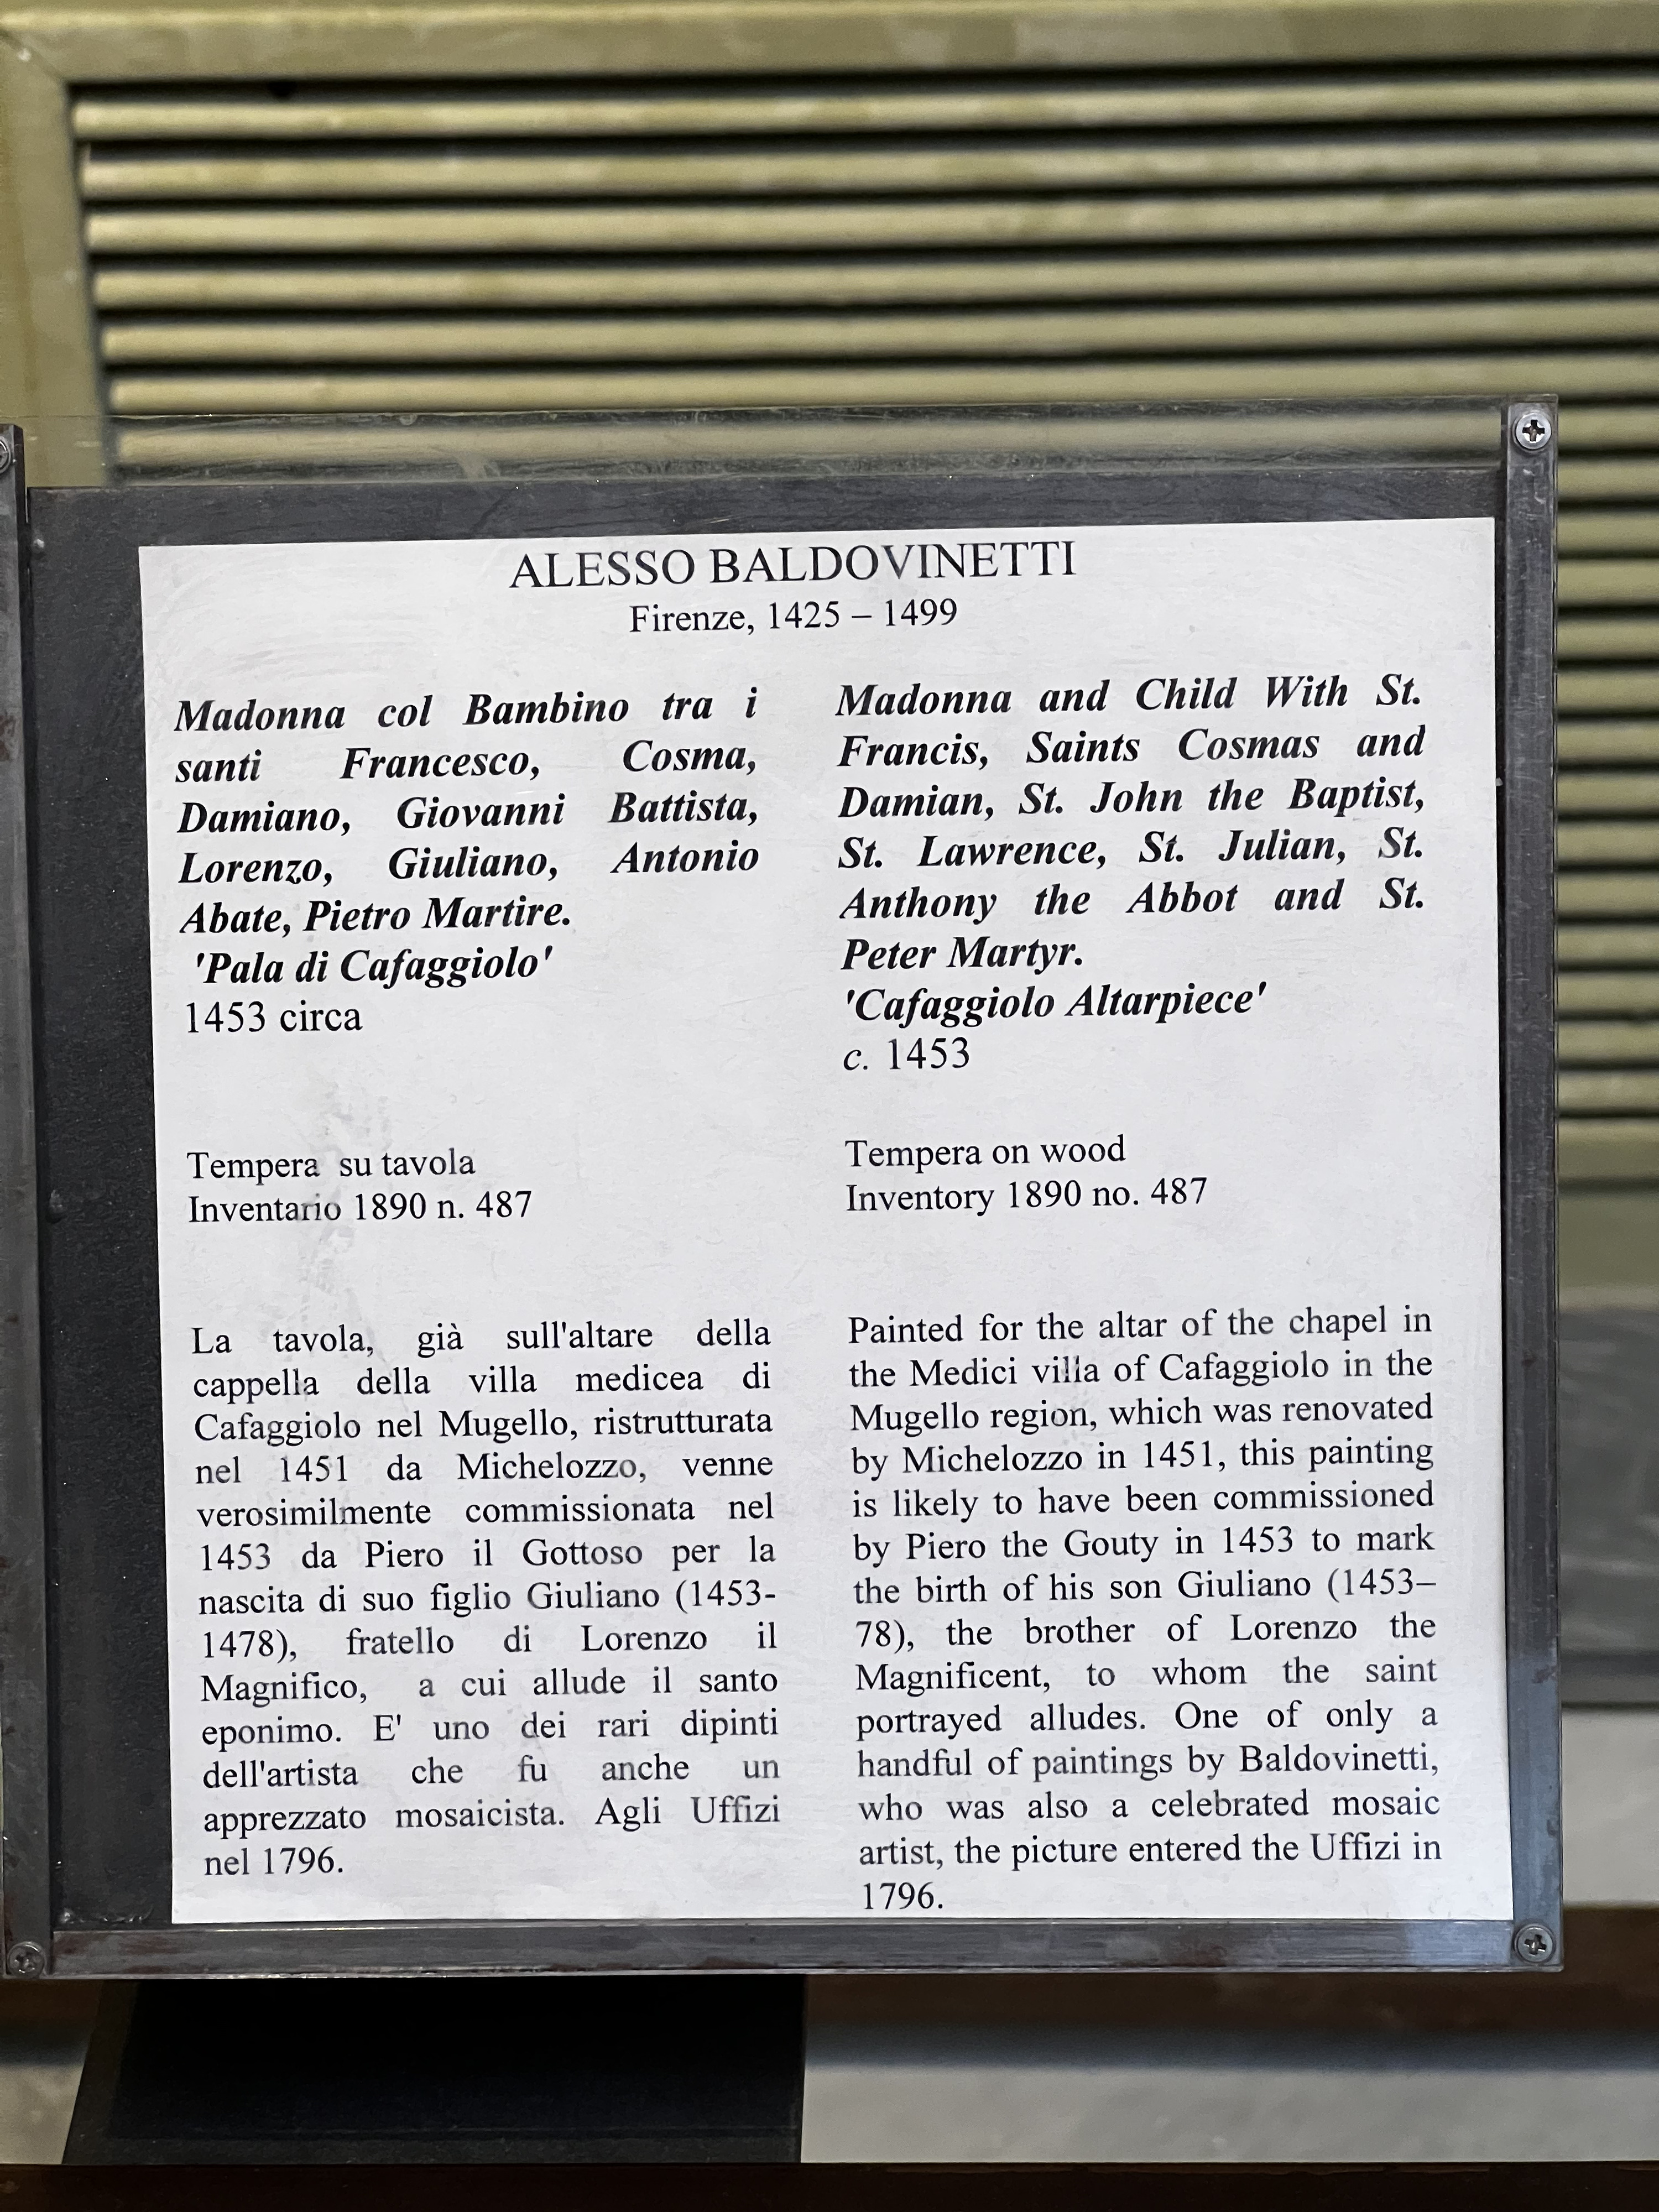 ALESSO BALDOVINETTI
Firenze, 1425 – 1499
Madonna col Bambino tra i
santi Francesco, Cosma,
Damiano, Giovanni Battista,
Lorenzo, Giuliano, Antonio
Abate, Pietro Martire.
'Pala di Cafaggiolo'
1453 circa
Tempera su tavola
Inventario 1890 n. 487
La tavola, già sull'altare della
cappella della villa medicea di
Cafaggiolo nel Mugello, ristrutturata
nel 1451 da Michelozzo, venne
verosimilmente commissionata nel
1453 da Piero il Gottoso per la
nascita di suo figlio Giuliano (1453-
1478), fratello di Lorenzo il
Magnifico, a cui allude il santo
eponimo. E' uno dei rari dipinti
dell'artista che fu anche un
apprezzato mosaicista. Agli Uffizi
nel 1796.
Madonna and Child With St.
Francis, Saints Cosmas and
Damian, St. John the Baptist,
St. Lawrence, St. Julian, St.
Anthony the Abbot and St.
Peter Martyr.
'Cafaggiolo Altarpiece'
c. 1453
Tempera on wood
Inventory 1890 no. 487
Painted for the altar of the chapel in
the Medici villa of Cafaggiolo in the
Mugello region, which was renovated
by Michelozzo in 1451, this painting
is likely to have been commissioned
by Piero the Gouty in 1453 to mark
the birth of his son Giuliano (1453–
78), the brother of Lorenzo the
Magnificent, to whom the saint
portrayed alludes. One of only a
handful of paintings by Baldovinetti,
who was also a celebrated mosaic
artist, the picture entered the Uffizi in
1796.